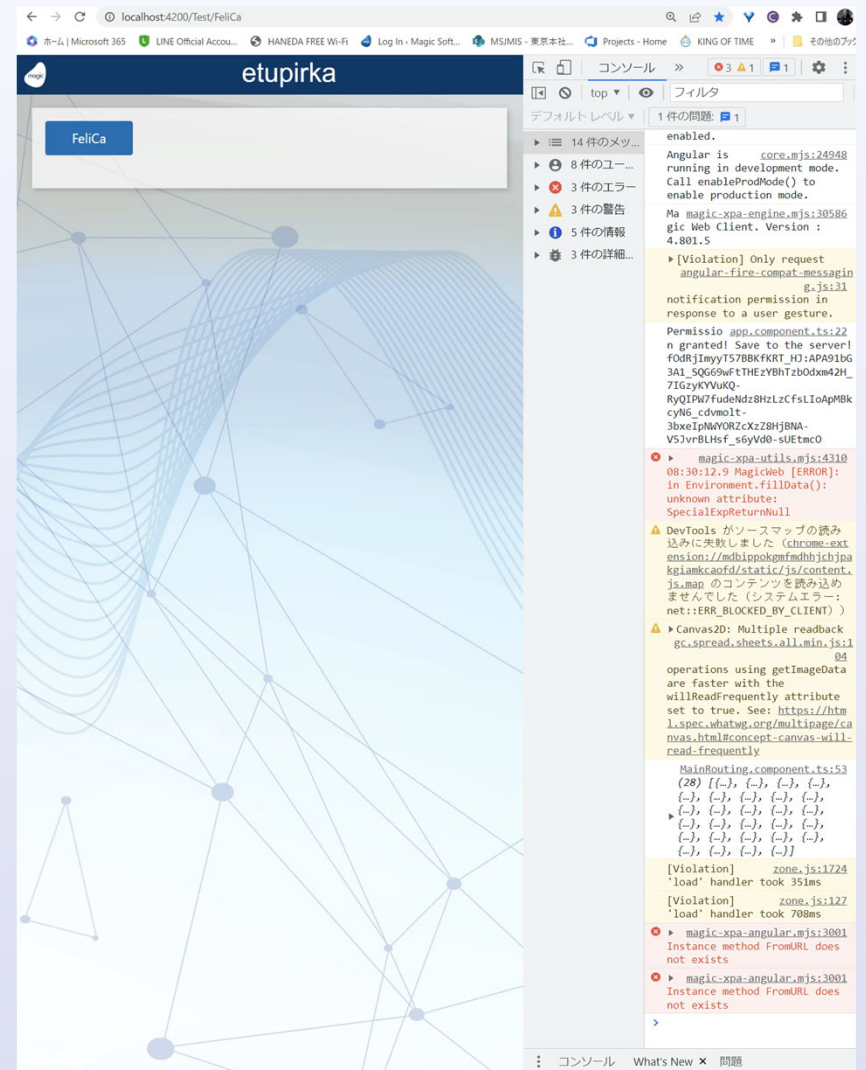 localhost:4200/Test/FeliCa
ホーム | Microsoft 365 LINE Official Accou... HANEDA FREE Wi-Fi Log In ‹ Magic Soft... MSJMIS - 東京本社... Projects - Home KING OF TIME » その他のブック
magic etupirka
FeliCa
コンソール » 3 1 1
top ▼ フィルタ
デフォルト レベル ▼ 1 件の問題: 1
14 件のメッ...
8 件のユー...
3 件のエラー
3 件の警告
5 件の情報
3 件の詳細...
enabled.
Angular is core.mjs:24948
running in development mode.
Call enableProdMode() to
enable production mode.
Ma magic-xpa-engine.mjs:30586
gic Web Client. Version :
4.801.5
[Violation] Only request
angular-fire-compat-messagin
g.js:31
notification permission in
response to a user gesture.
Permissio app.component.ts:22
n granted! Save to the server!
fOdRjImyyT57BBKfKRT_HJ:APA91bG
3A1_SQG69wFtTHEzYBhTzbOdxm42H_
7IGzyKYVuKQ-
RyQIPW7fudeNdz8HzLzCfsLIoApMBk
cyN6_cdvmolt-
3bxeIpNWYORZcXzZ8HjBNA-
V5JvrBLHsf_s6yVd0-sUEtmcO
magic-xpa-utils.mjs:4310
08:30:12.9 MagicWeb [ERROR]:
in Environment.fillData():
unknown attribute:
SpecialExpReturnNull
DevTools がソースマップの読み
込みに失敗しました（chrome-ext
ension://mdbippokgmfmdhhjchjpa
kgiamkcaofd/static/js/content.
js.map のコンテンツを読み込め
ませんでした（システムエラー:
net::ERR_BLOCKED_BY_CLIENT））
Canvas2D: Multiple readback
gc.spread.sheets.all.min.js:1
04
operations using getImageData
are faster with the
willReadFrequently attribute
set to true. See: https://htm
l.spec.whatwg.org/multipage/ca
nvas.html#concept-canvas-will-
read-frequently
MainRouting.component.ts:53
(28) [{…}, {…}, {…}, {…},
{…}, {…}, {…}, {…}, {…},
{…}, {…}, {…}, {…}, {…},
{…}, {…}, {…}, {…}, {…},
{…}, {…}, {…}, {…}, {…},
{…}, {…}, {…}, {…}]
[Violation] zone.js:1724
'load' handler took 351ms
[Violation] zone.js:127
'load' handler took 708ms
magic-xpa-angular.mjs:3001
Instance method FromURL does
not exists
magic-xpa-angular.mjs:3001
Instance method FromURL does
not exists
コンソール What's New × 問題